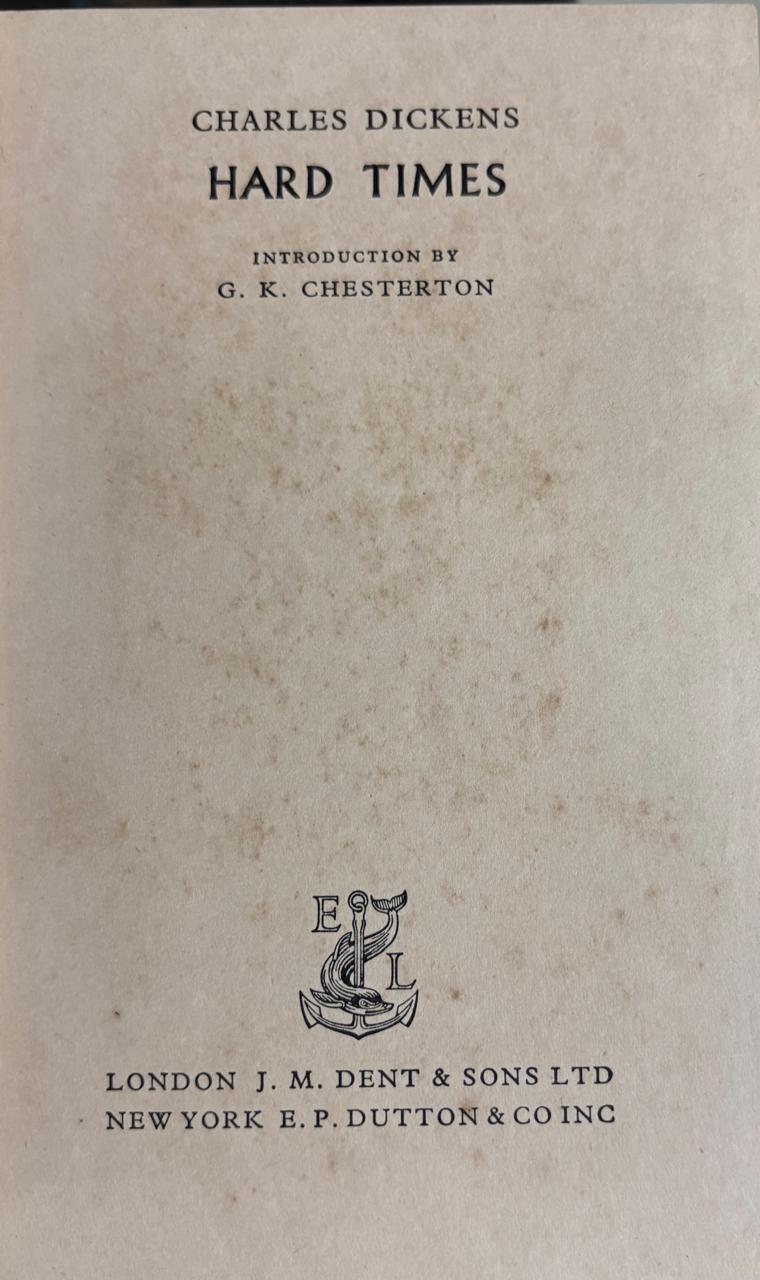 CHARLES DICKENS
HARD TIMES
INTRODUCTION BY
G. K. CHESTERTON
E
L
LONDON J. M. DENT & SONS LTD
NEW YORK E. P. DUTTON & CO INC